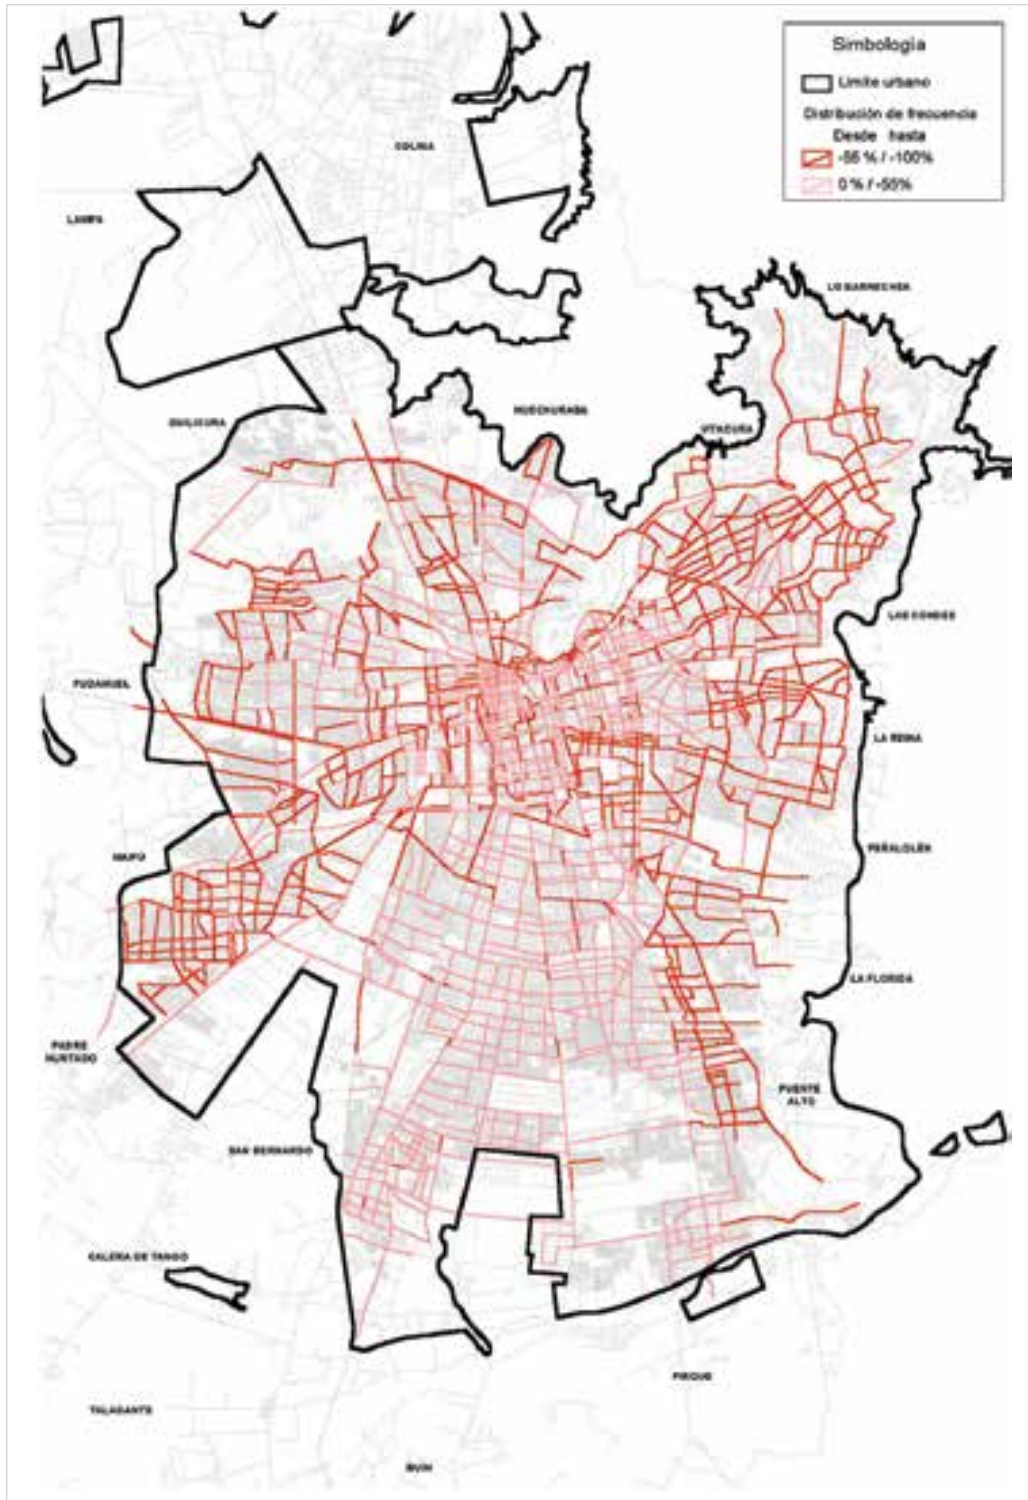 Simbología
Límite urbano
Distribución de frecuencia
Desde hasta
-55 % / -100%
0 % / -55%
COLINA
LAMPA
LO BARNECHEA
QUILICURA
HUECHURABA
VITACURA
LAS CONDES
PUDAHUEL
LA REINA
MAIPÚ
PEÑALOLÉN
LA FLORIDA
PADRE
HURTADO
PUENTE
ALTO
SAN BERNARDO
CALERA DE TANGO
PIRQUE
TALAGANTE
BUIN